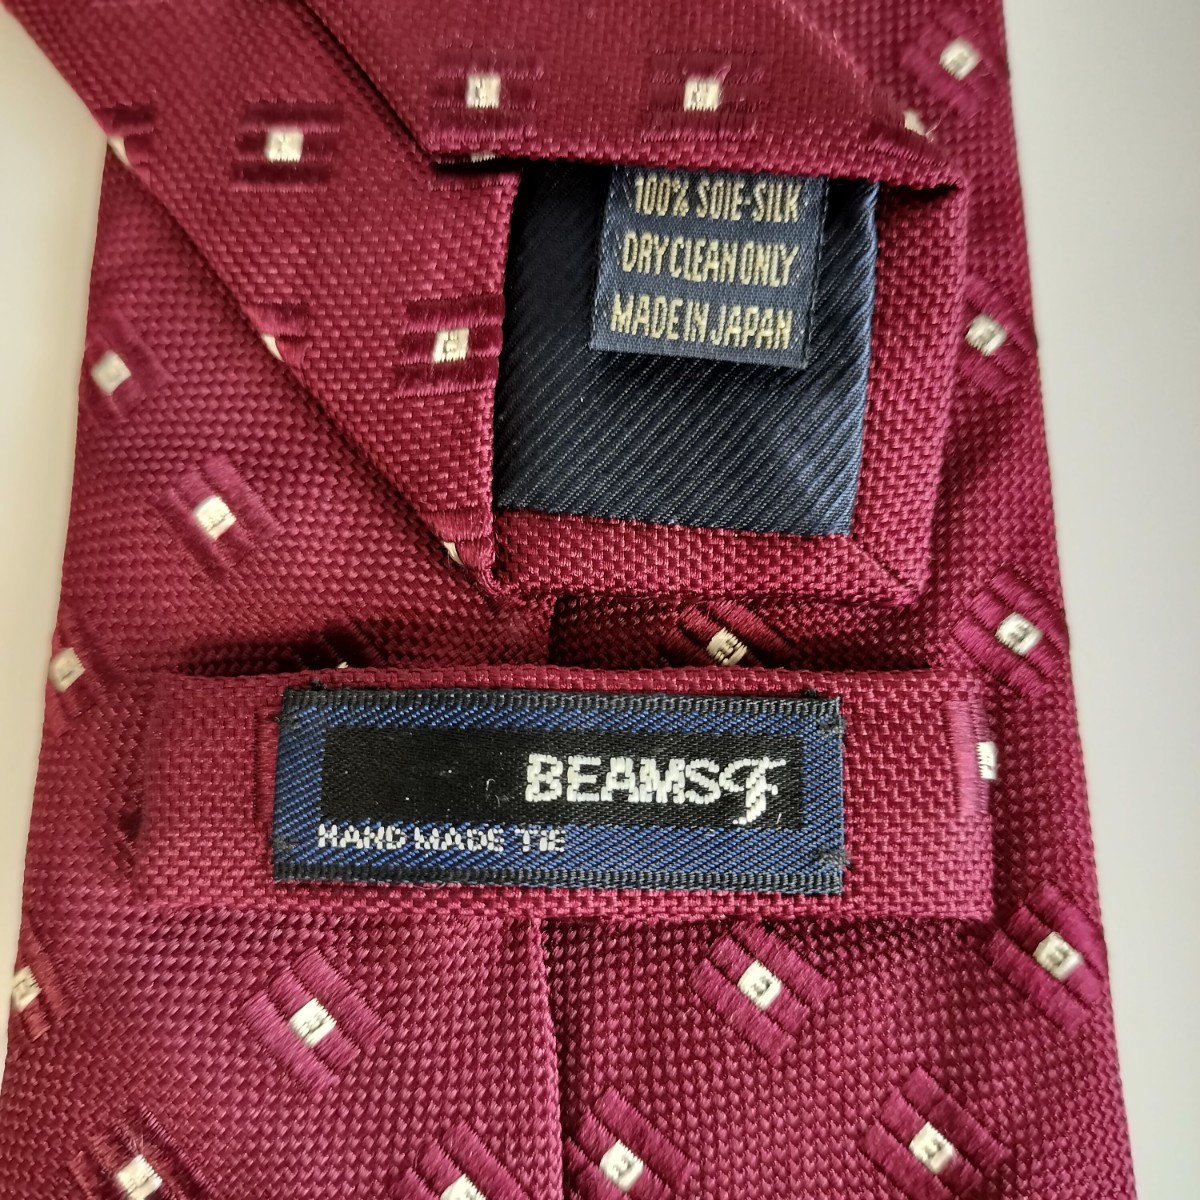 100% SOIE-SILK
DRY CLEAN ONLY
MADE IN JAPAN
BEAMS F
HAND MADE TIE